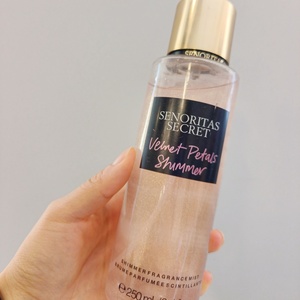 SENORITAS
SECRET
Velvet Petals
Shimmer
SHIMMER FRAGRANCE MIST
BRUME PARFUMÉE SCINTILLANTE
℮ 250 ml